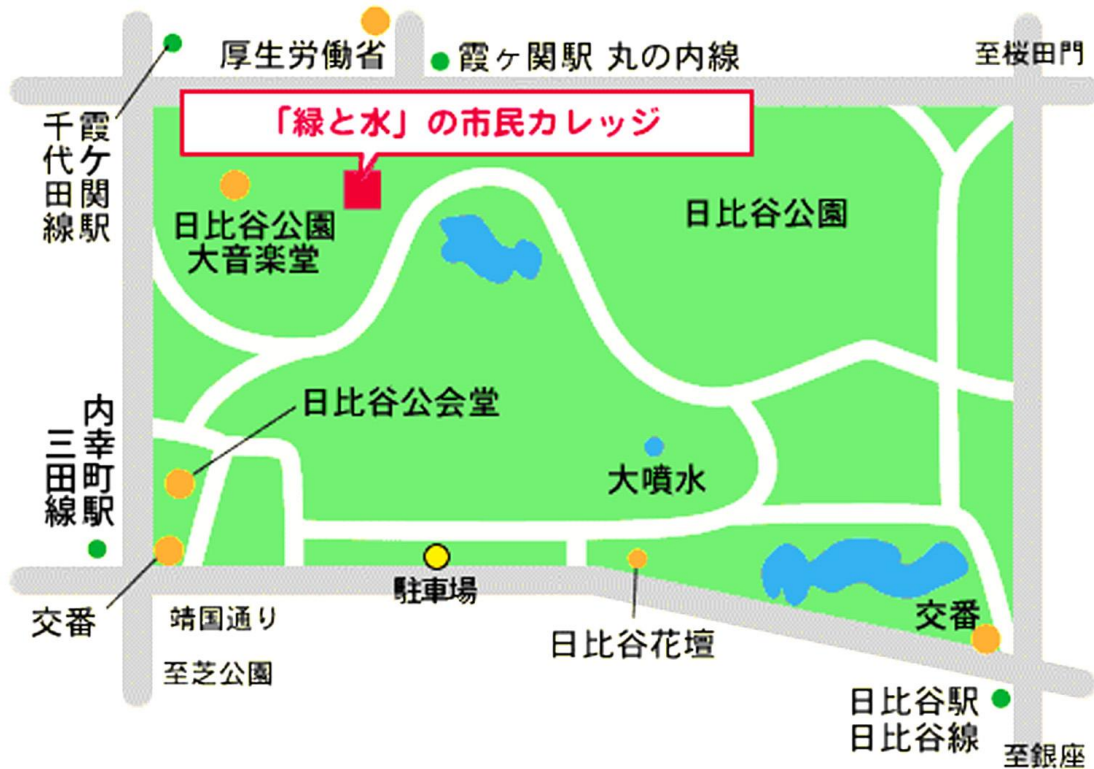 厚生労働省
霞ヶ関駅 丸の内線
至桜田門
「緑と水」の市民カレッジ
霞ケ関駅
千代田線
日比谷公園
大音楽堂
日比谷公園
日比谷公会堂
内幸町駅
三田線
大噴水
交番
靖国通り
至芝公園
駐車場
日比谷花壇
交番
日比谷駅
日比谷線
至銀座